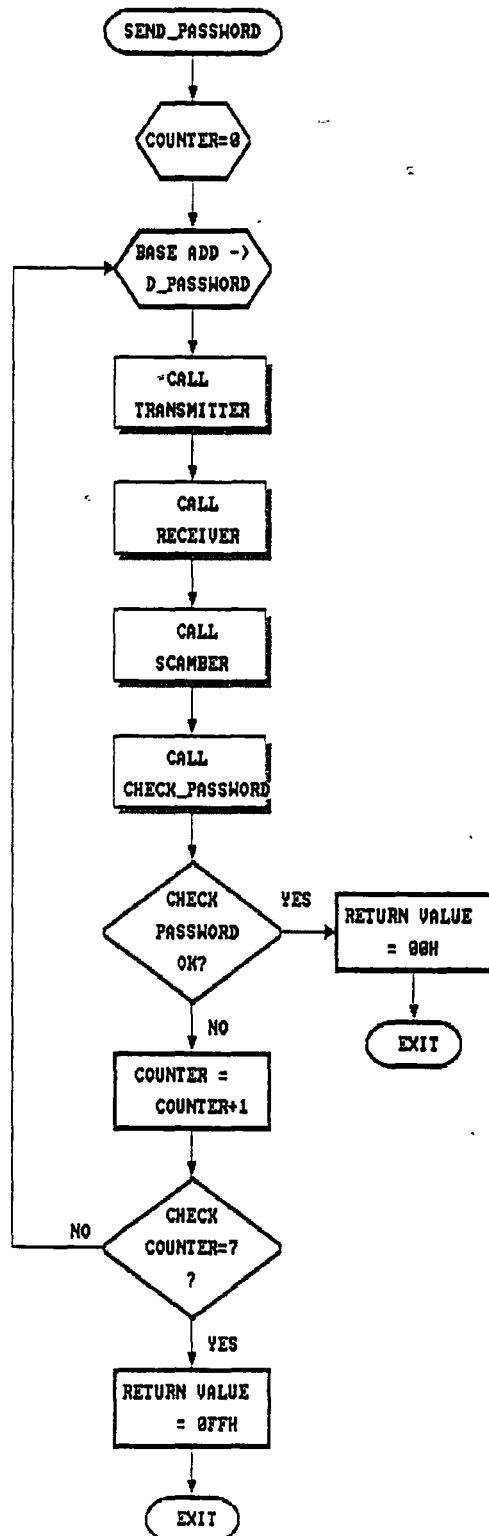 SEND_PASSWORD
COUNTER=0
BASE ADD ->
D_PASSWORD
CALL
TRANSMITTER
CALL
RECEIVER
CALL
SCAMBER
CALL
CHECK_PASSWORD
CHECK
PASSWORD
OK?
YES
RETURN VALUE
= 00H
EXIT
NO
COUNTER =
COUNTER+1
CHECK
COUNTER=7
?
NO
YES
RETURN VALUE
= 0FFH
EXIT